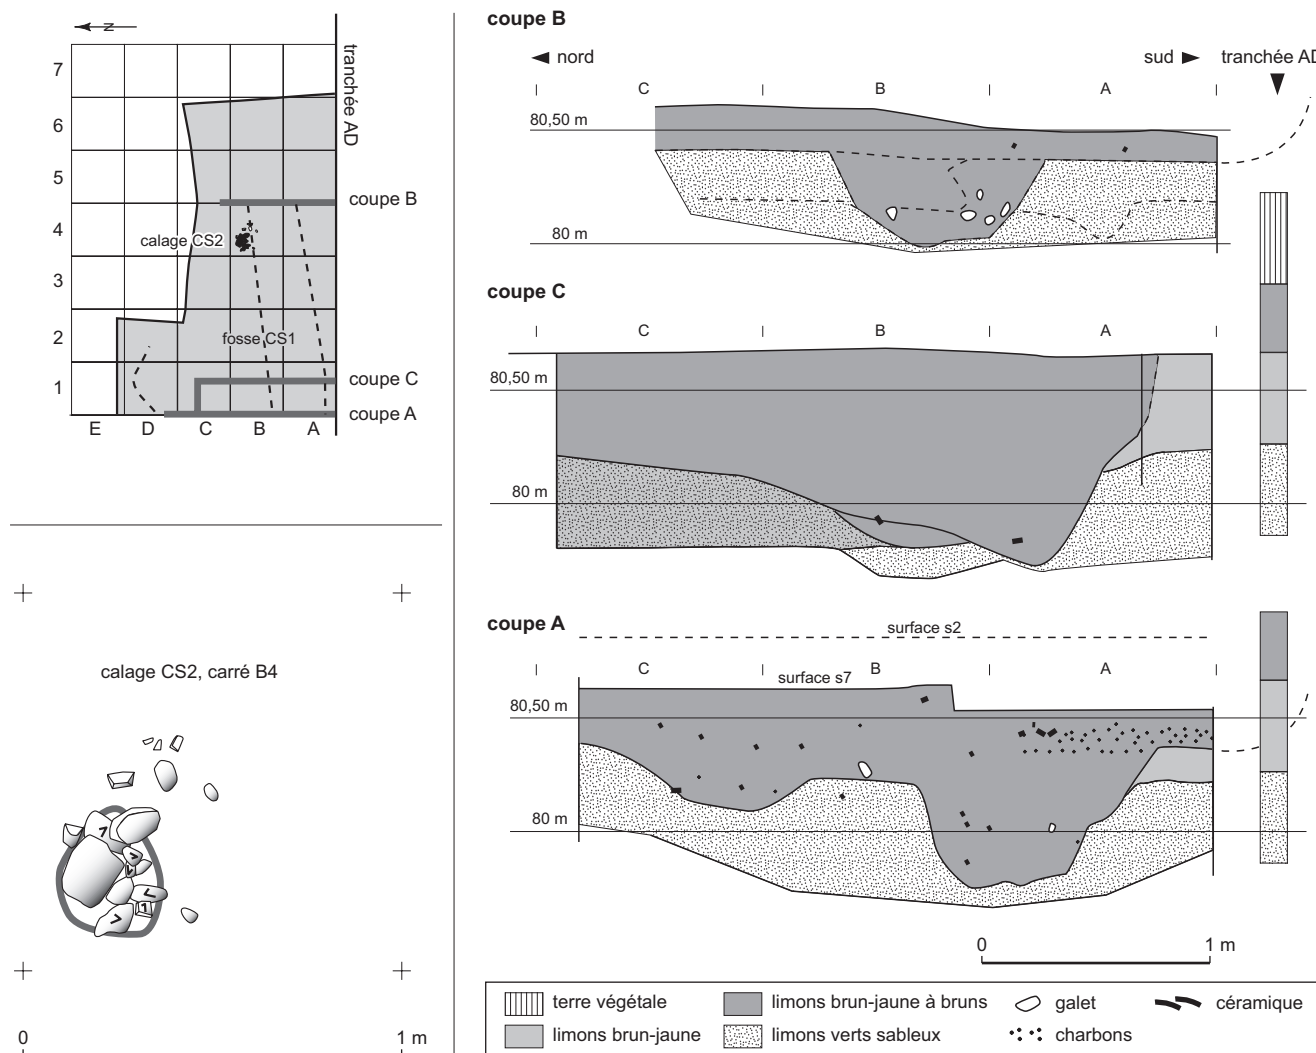 N
tranchée AD
7
6
5
4
3
2
1
coupe B
calage CS2
fosse CS1
coupe C
coupe A
E D C B A
calage CS2, carré B4
0 1 m
coupe B
nord sud tranchée AD
C B A
80,50 m
80 m
coupe C
C B A
80,50 m
80 m
coupe A
surface s2
C B A
surface s7
80,50 m
80 m
0 1 m
terre végétale limons brun-jaune à bruns galet céramique
limons brun-jaune limons verts sableux charbons